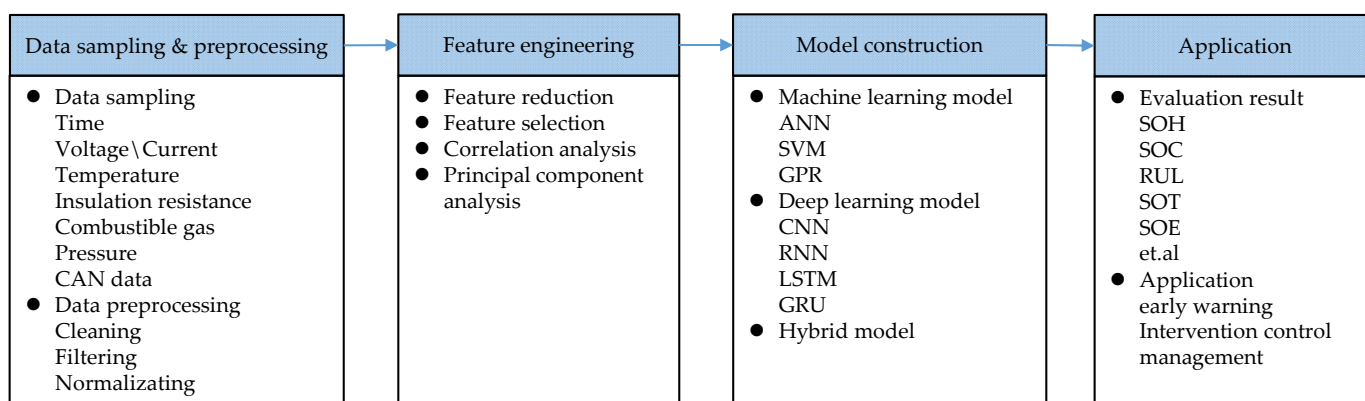 Data sampling & preprocessing
● Data sampling
Time
Voltage\Current
Temperature
Insulation resistance
Combustible gas
Pressure
CAN data
● Data preprocessing
Cleaning
Filtering
Normalizating
Feature engineering
● Feature reduction
● Feature selection
● Correlation analysis
● Principal component
analysis
Model construction
● Machine learning model
ANN
SVM
GPR
● Deep learning model
CNN
RNN
LSTM
GRU
● Hybrid model
Application
● Evaluation result
SOH
SOC
RUL
SOT
SOE
et.al
● Application
early warning
Intervention control
management